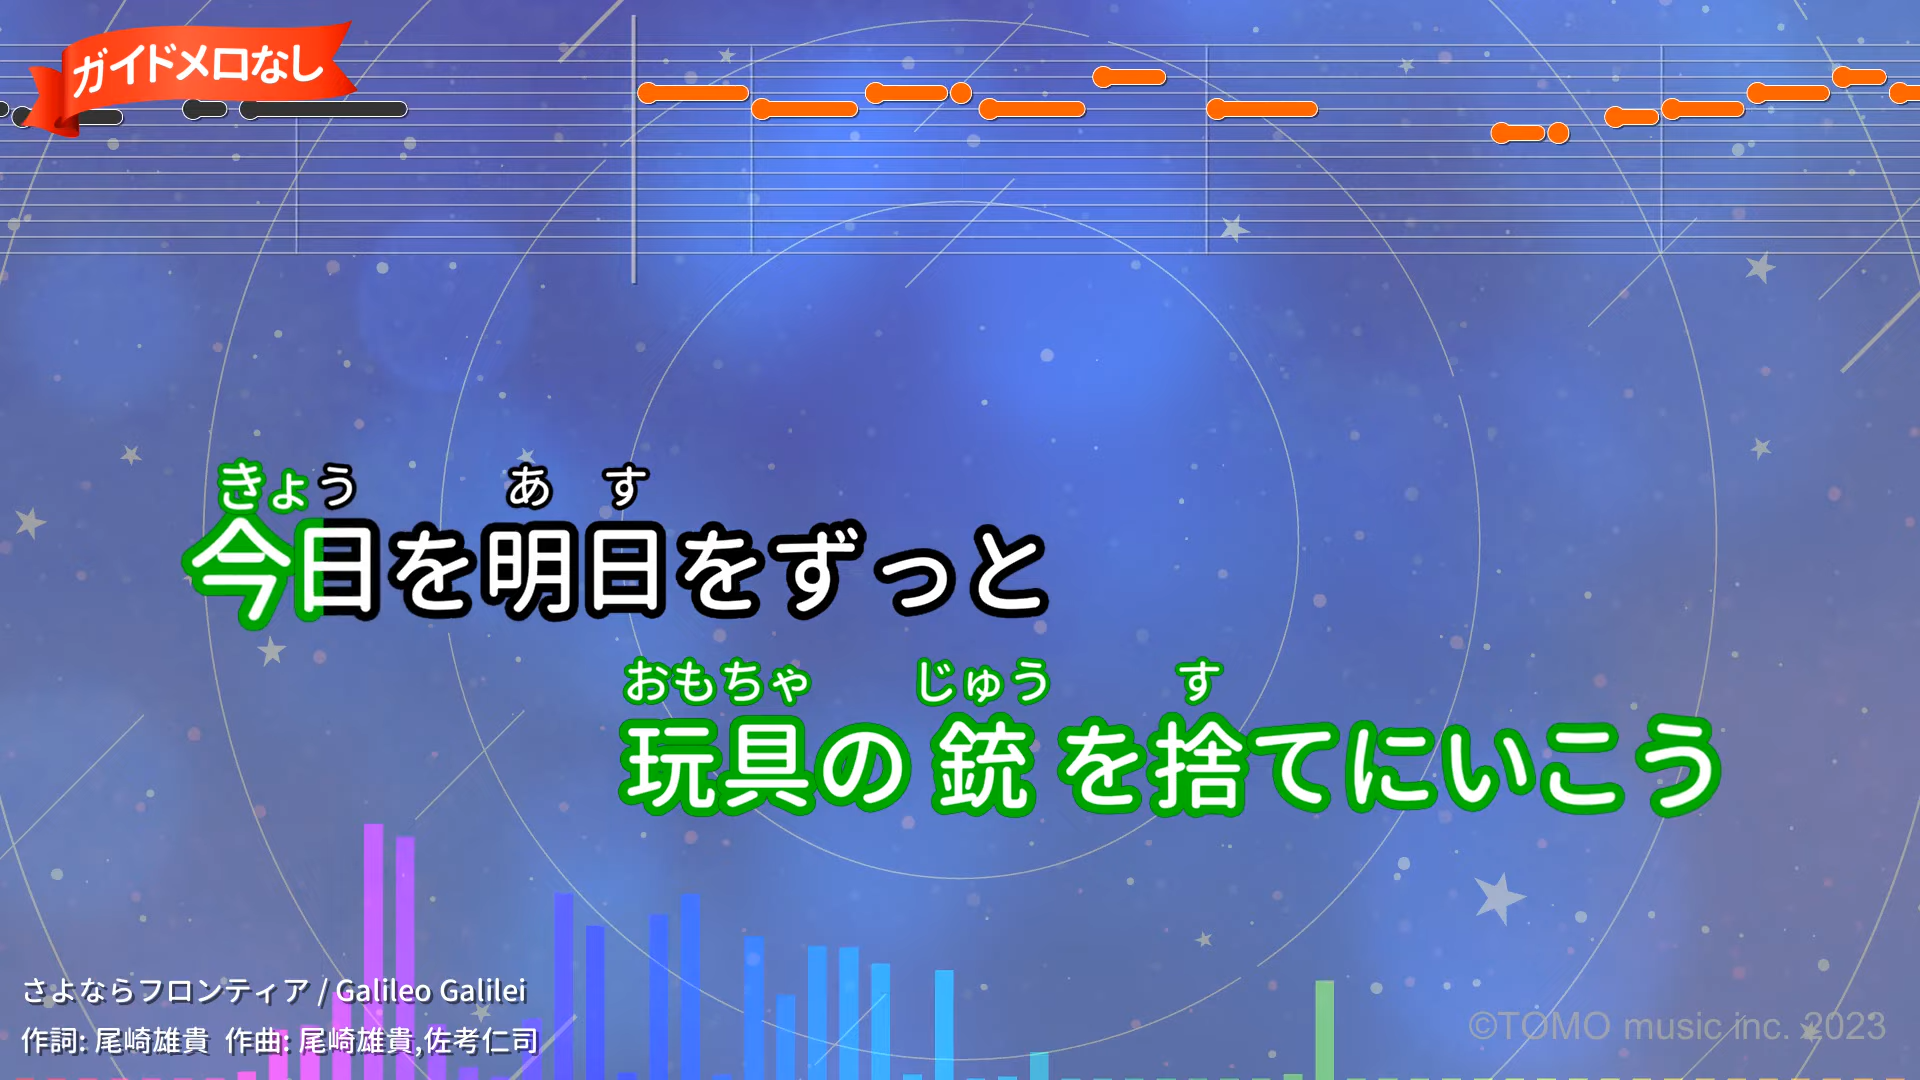 ガイドメロなし
きょう あす
今日を明日をずっと
おもちゃ じゅう す
玩具の銃を捨てにいこう
さよならフロンティア / Galileo Galilei
作詞: 尾崎雄貴 作曲: 尾崎雄貴,佐考仁司
©TOMO music inc. 2023